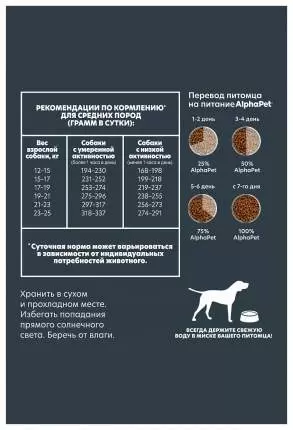 РЕКОМЕНДАЦИИ ПО КОРМЛЕНИЮ*
ДЛЯ СРЕДНИХ ПОРОД
(ГРАММ В СУТКИ):
Вес взрослой собаки, кг | Собаки с умеренной активностью (более 1 часа в день) | Собаки с низкой активностью (менее 1 часа в день)
12-15 194-230 168-198
15-17 231-252 199-218
17-19 253-274 219-237
19-21 275-296 238-255
21-23 297-317 256-273
23-25 318-337 274-291
*Суточная норма может варьироваться
в зависимости от индивидуальных
потребностей животного.
Перевод питомца
на питание AlphaPet
1-2 день 3-4 день
25% AlphaPet 50% AlphaPet
5-6 день с 7-го дня
75% AlphaPet 100% AlphaPet
Хранить в сухом
и прохладном месте.
Избегать попадания
прямого солнечного
света. Беречь от влаги.
ВСЕГДА ДЕРЖИТЕ СВЕЖУЮ
ВОДУ В МИСКЕ ВАШЕГО ПИТОМЦА!